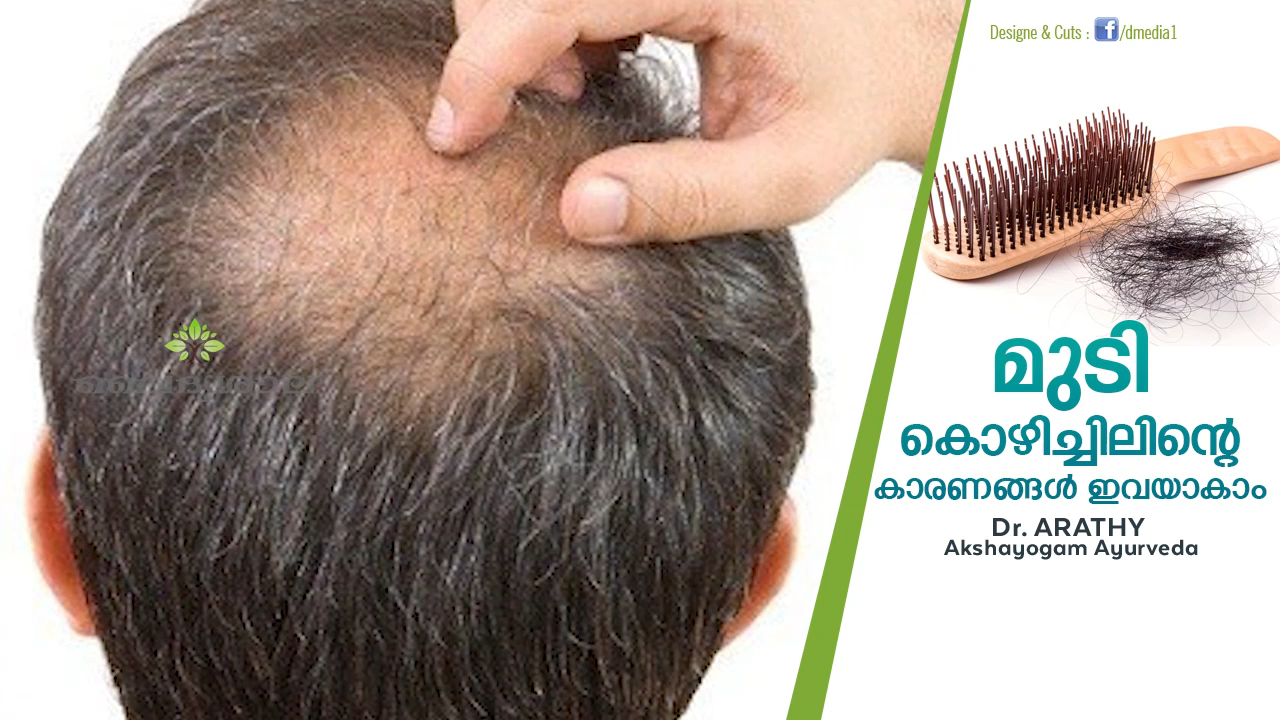 Designe & Cuts : f/dmedia1
മുടി
കൊഴിച്ചിലിന്റെ
കാരണങ്ങൾ ഇവയാകാം
Dr. ARATHY
Akshayogam Ayurveda